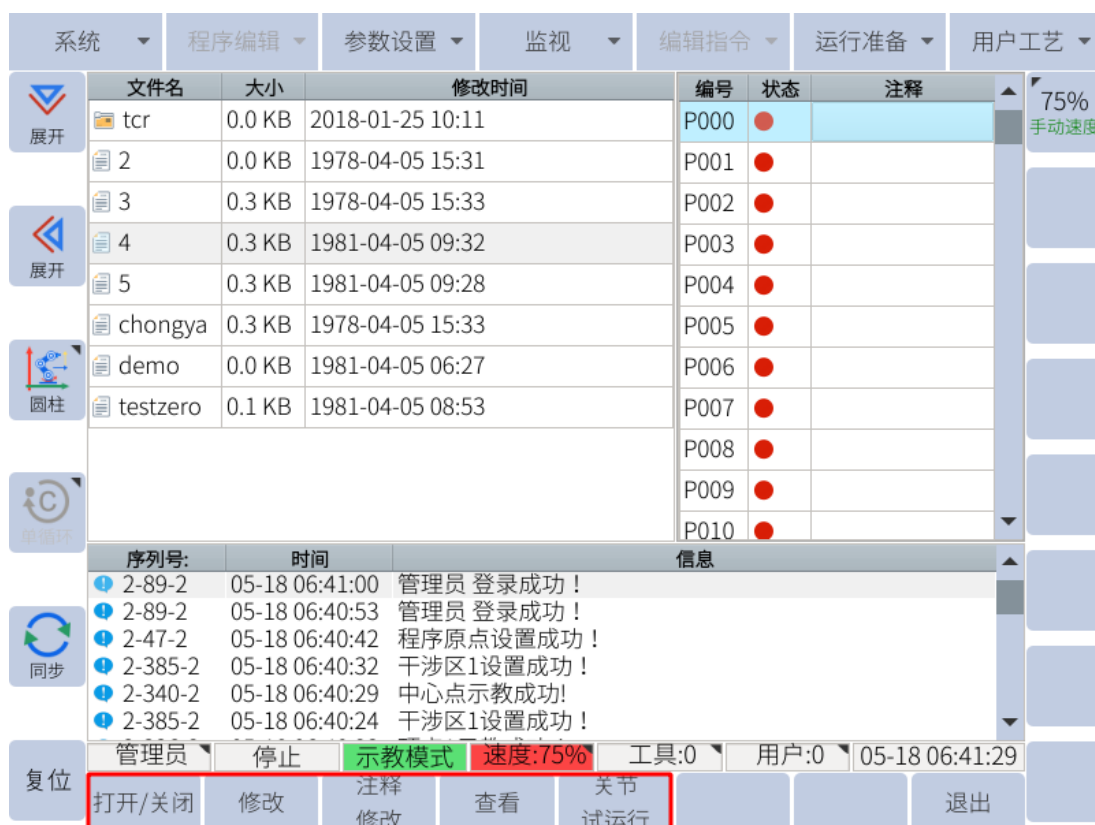 系统 程序编辑 参数设置 监视 编辑指令 运行准备 用户工艺
展开
展开
圆柱
单循环
同步
复位
文件名 大小 修改时间
tcr 0.0 KB 2018-01-25 10:11
2 0.0 KB 1978-04-05 15:31
3 0.3 KB 1978-04-05 15:33
4 0.3 KB 1981-04-05 09:32
5 0.3 KB 1981-04-05 09:28
chongya 0.3 KB 1978-04-05 15:33
demo 0.0 KB 1981-04-05 06:27
testzero 0.1 KB 1981-04-05 08:53
编号 状态 注释
P000
P001
P002
P003
P004
P005
P006
P007
P008
P009
P010
75%
手动速度
序列号: 时间 信息
2-89-2 05-18 06:41:00 管理员 登录成功！
2-89-2 05-18 06:40:53 管理员 登录成功！
2-47-2 05-18 06:40:42 程序原点设置成功！
2-385-2 05-18 06:40:32 干涉区1设置成功！
2-340-2 05-18 06:40:29 中心点示教成功!
2-385-2 05-18 06:40:24 干涉区1设置成功！
管理员 停止 示教模式 速度:75% 工具:0 用户:0 05-18 06:41:29
打开/关闭 修改
注释
修改
查看
关节
试运行
退出